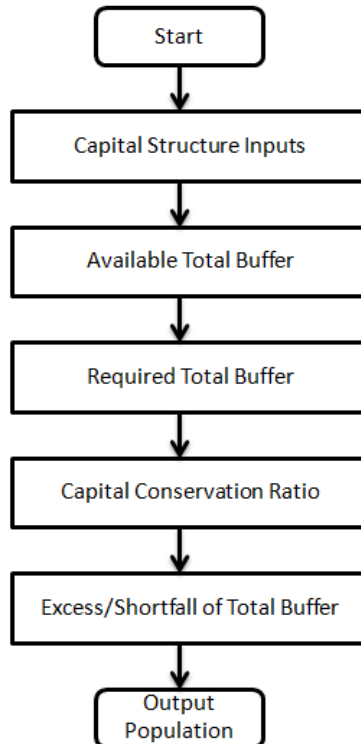 Start
Capital Structure Inputs
Available Total Buffer
Required Total Buffer
Capital Conservation Ratio
Excess/Shortfall of Total Buffer
Output
Population